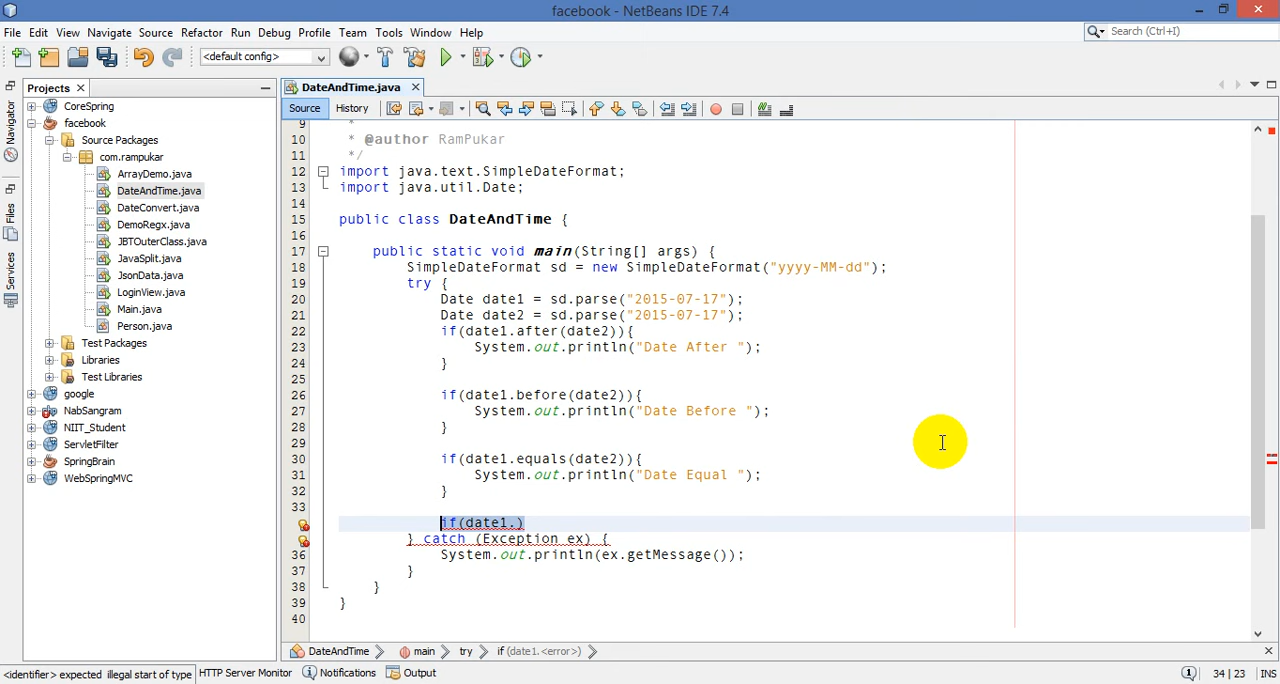 facebook - NetBeans IDE 7.4
File Edit View Navigate Source Refactor Run Debug Profile Team Tools Window Help
Search (Ctrl+I)
<default config>
Projects
DateAndTime.java
Source History
Navigator
Files
Services
CoreSpring
facebook
Source Packages
com.rampukar
ArrayDemo.java
DateAndTime.java
DateConvert.java
DemoRegx.java
JBTOuterClass.java
JavaSplit.java
JsonData.java
LoginView.java
Main.java
Person.java
Test Packages
Libraries
Test Libraries
google
NabSangram
NIIT_Student
ServletFilter
SpringBrain
WebSpringMVC
9 *
10 * @author RamPukar
11 */
12 import java.text.SimpleDateFormat;
13 import java.util.Date;
14
15 public class DateAndTime {
16
17 public static void main(String[] args) {
18 SimpleDateFormat sd = new SimpleDateFormat("yyyy-MM-dd");
19 try {
20 Date date1 = sd.parse("2015-07-17");
21 Date date2 = sd.parse("2015-07-17");
22 if(date1.after(date2)){
23 System.out.println("Date After ");
24 }
25
26 if(date1.before(date2)){
27 System.out.println("Date Before ");
28 }
29
30 if(date1.equals(date2)){
31 System.out.println("Date Equal ");
32 }
33
if(date1.)
} catch (Exception ex) {
36 System.out.println(ex.getMessage());
37 }
38 }
39 }
40
DateAndTime main try if (date1.<error>)
<identifier> expected illegal start of type HTTP Server Monitor Notifications Output 1 34 | 23 INS